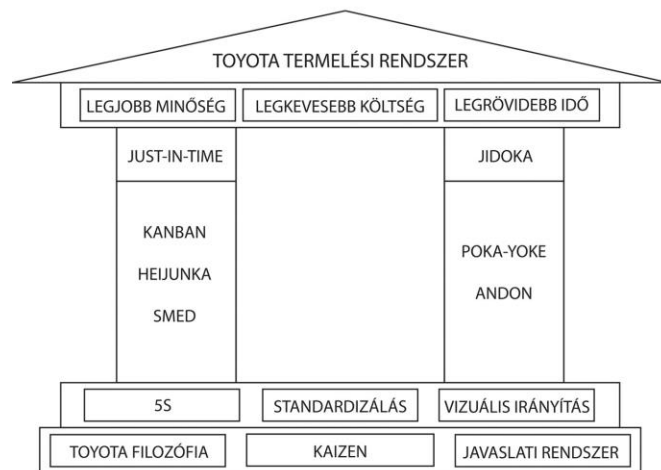 TOYOTA TERMELÉSI RENDSZER
LEGJOBB MINŐSÉG
LEGKEVESEBB KÖLTSÉG
LEGRÖVIDEBB IDŐ
JUST-IN-TIME
JIDOKA
KANBAN
HEIJUNKA
SMED
POKA-YOKE
ANDON
5S
STANDARDIZÁLÁS
VIZUÁLIS IRÁNYÍTÁS
TOYOTA FILOZÓFIA
KAIZEN
JAVASLATI RENDSZER